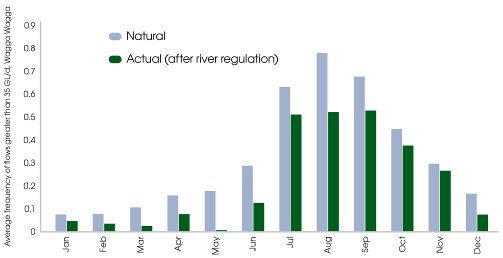 Average frequency of flows greater than 35 GL/d, Wagga Wagga
0.9
0.8
0.7
0.6
0.5
0.4
0.3
0.2
0.1
0
Natural
Actual (after river regulation)
Jan
Feb
Mar
Apr
May
Jun
Jul
Aug
Sep
Oct
Nov
Dec